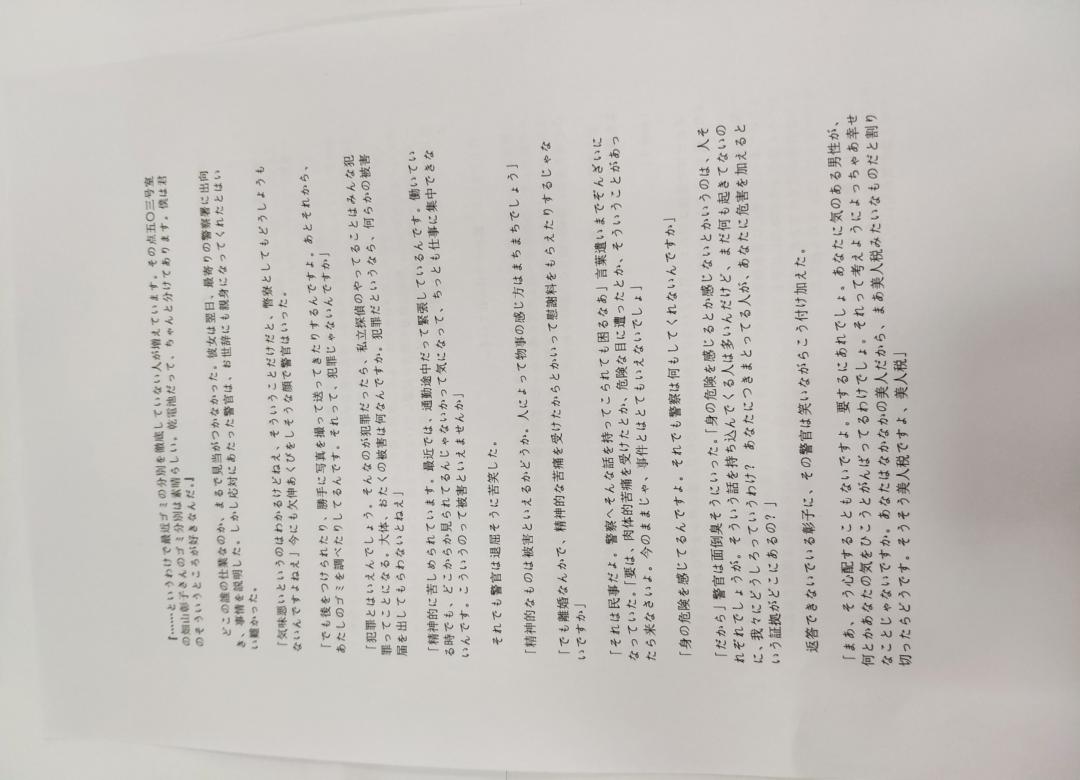 『……というわけで最近ゴミの分別を徹底していない人が増えています。その点五〇三号室
の畑山彰子さんのゴミ分別は素晴らしい。乾電池だって、ちゃんと分けてあります。僕は君
のそういうところが好きなんだ。』
どこの誰の仕業なのか、まるで見当がつかなかった。彼女は翌日、最寄りの警察署に出向
き、事情を説明した。しかし応対にあたった警官は、お世辞にも親身になってくれたとはい
い難かった。
「気味悪いというのはわかるけどねえ、そういうことだけだと、警察としてもどうしようも
ないんですよねえ」今にも欠伸あくびをしそうな顔で警官はいった。
「でも後をつけられたり、勝手に写真を撮って送ってきたりするんですよ。あとそれから、
あたしのゴミを調べたりしてるんです。それって、犯罪じゃないんですか」
「犯罪とはいえんでしょう。そんなのが犯罪だったら、私立探偵のやってることはみんな犯
罪ってことになる。大体、おたくの被害は何なんですか。犯罪だというなら、何らかの被害
届を出してもらわないとねえ」
「精神的に苦しめられています。最近では、通勤途中だって緊張しているんです。働いてい
る時でも、どこからか見られてるんじゃないかって気になって、ちっとも仕事に集中できな
いんです。こういうのって被害といえませんか」
それでも警官は退屈そうに苦笑した。
「精神的なものは被害といえるかどうか。人によって物事の感じ方はまちまちでしょう」
「でも離婚なんかで、精神的な苦痛を受けたからとかいって慰謝料をもらえたりするじゃな
いですか」
「それは民事だよ。警察へそんな話を持ってこられても困るなあ」言葉遣いまでぞんざいに
なっていた。「要は、肉体的苦痛を受けたとか、危険な目に遭ったとか、そういうことがあっ
たら来なさいよ。今のままじゃ、事件とはとてもいえないでしょ」
「身の危険を感じてるんですよ。それでも警察は何もしてくれないんですか」
「だから」警官は面倒臭そうにいった。「身の危険を感じるとか感じないとかいうのは、人そ
れぞれでしょうが。そういう話を持ち込んでくる人は多いんだけど、まだ何も起きてないの
に、我々にどうしろっていうわけ? あなたにつきまとってる人が、あなたに危害を加えると
いう証拠がどこにあるの?」
返答できないでいる彰子に、その警官は笑いながらこう付け加えた。
「まあ、そう心配することもないですよ。要するにあれでしょ。あなたに気のある男性が、
何とかあなたの気をひこうとがんばってるわけでしょ。それって考えようによっちゃあ幸せ
なことじゃないですか。あなたはなかなかの美人だから、まあ美人税みたいなものだと割り
切ったらどうです。そうそう美人税ですよ、美人税」